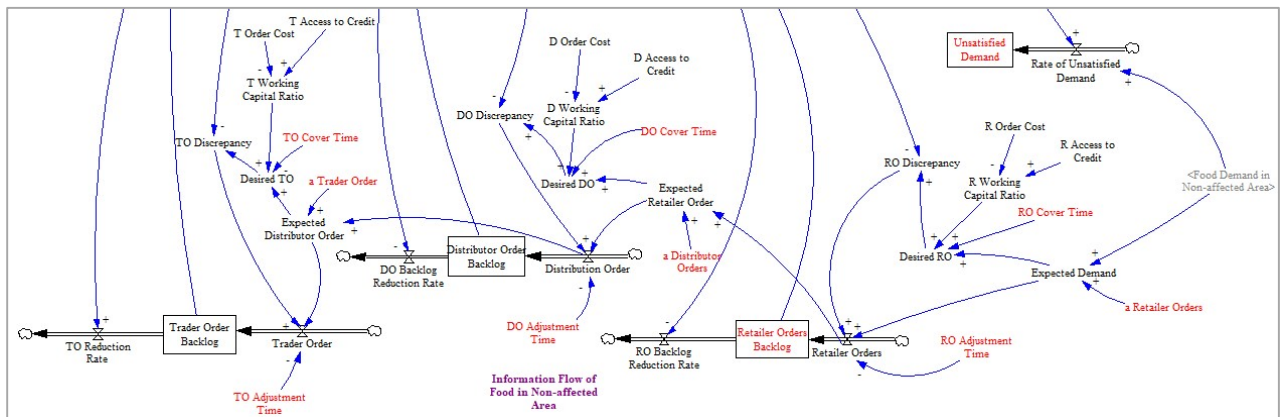 T Access to Credit
T Order Cost
T Working
Capital Ratio
TO Discrepancy
TO Cover Time
Desired TO
a Trader Order
Expected
Distributor Order
D Order Cost
D Access to
Credit
DO Discrepancy
D Working
Capital Ratio
DO Cover Time
Desired DO
Expected
Retailer Order
Distributor Order
Backlog
DO Backlog
Reduction Rate
Distribution Order
a Distributor
Orders
DO Adjustment
Time
Unsatisfied
Demand
Rate of Unsatisfied
Demand
R Order Cost
R Access to
Credit
RO Discrepancy
R Working
Capital Ratio
<Food Demand in
Non-affected Area>
RO Cover Time
Desired RO
Expected Demand
a Retailer Orders
TO Reduction
Rate
Trader Order
Backlog
Trader Order
TO Adjustment
Time
RO Backlog
Reduction Rate
Retailer Orders
Backlog
Retailer Orders
RO Adjustment
Time
Information Flow of
Food in Non-affected
Area